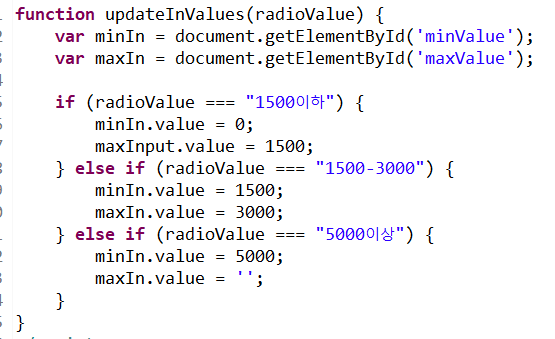 function updateInValues(radioValue) {
    var minIn = document.getElementById('minValue');
    var maxIn = document.getElementById('maxValue');

    if (radioValue === "1500이하") {
        minIn.value = 0;
        maxInput.value = 1500;
    } else if (radioValue === "1500-3000") {
        minIn.value = 1500;
        maxIn.value = 3000;
    } else if (radioValue === "5000이상") {
        minIn.value = 5000;
        maxIn.value = '';
    }
}